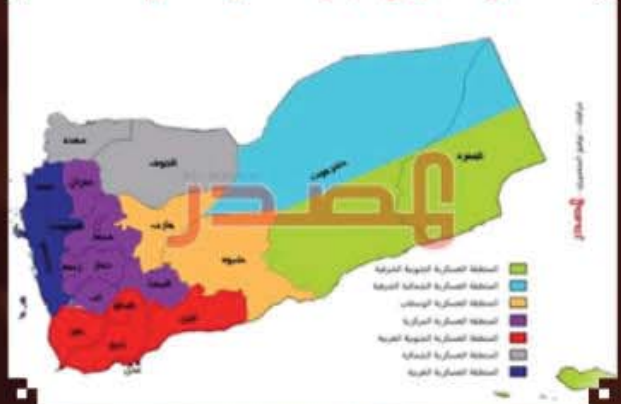 صعدة
الجوف
حضرموت
المهرة
حجة
عمران
مأرب
صنعاء
شبوة
ذمار
البيضاء
إب
الضالع
أبين
تعز
لحج
عدن
المصدر
المنطقة العسكرية الجنوبية الشرقية
المنطقة العسكرية الشمالية الشرقية
المنطقة العسكرية الوسطى
المنطقة العسكرية المركزية
المنطقة العسكرية الجنوبية الغربية
المنطقة العسكرية الشمالية
المنطقة العسكرية الغربية